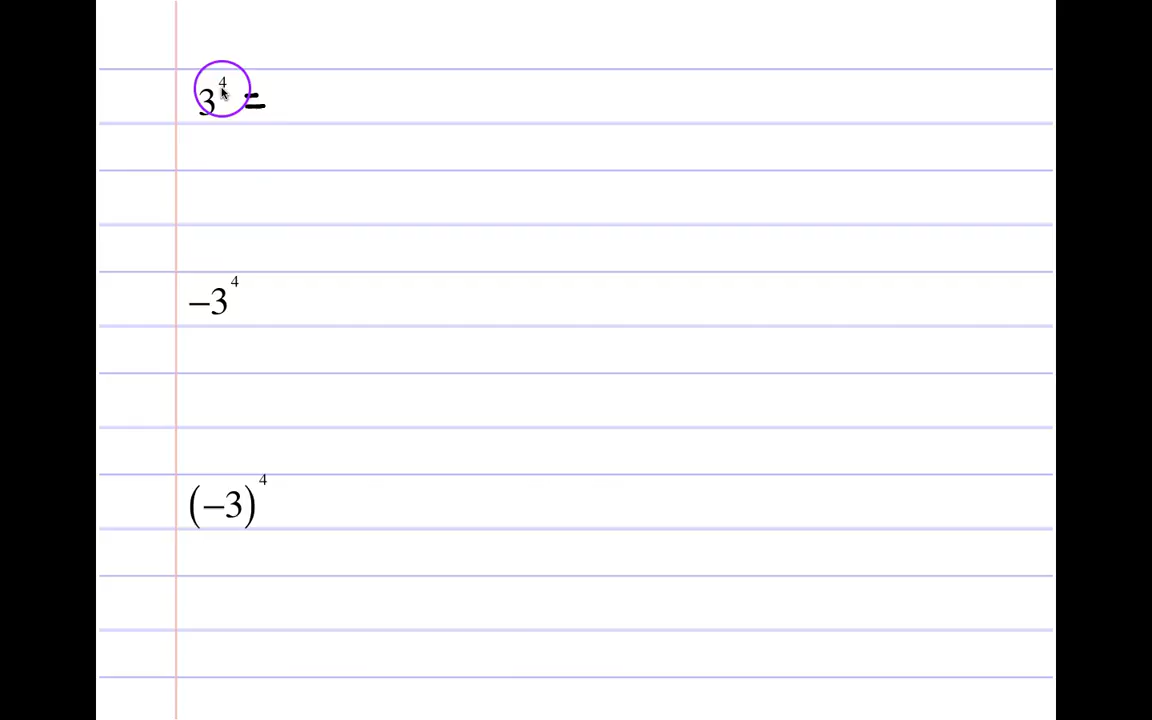 3⁴ =
−3⁴
(−3)⁴